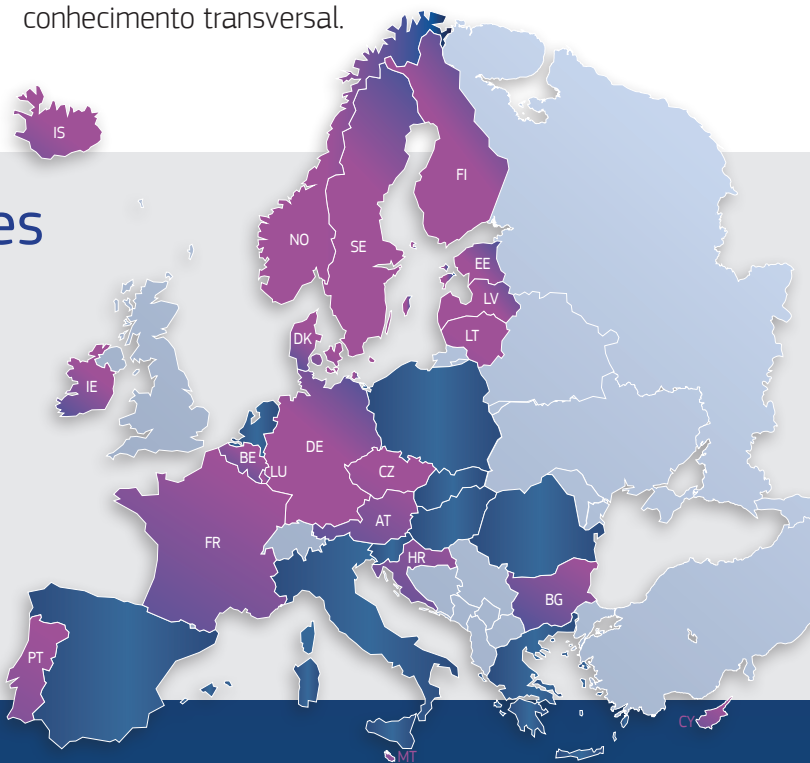 conhecimento transversal.
IS
es
FI
NO
SE
EE
LV
LT
DK
IE
DE
BE
LU
CZ
AT
FR
HR
BG
PT
CY
MT